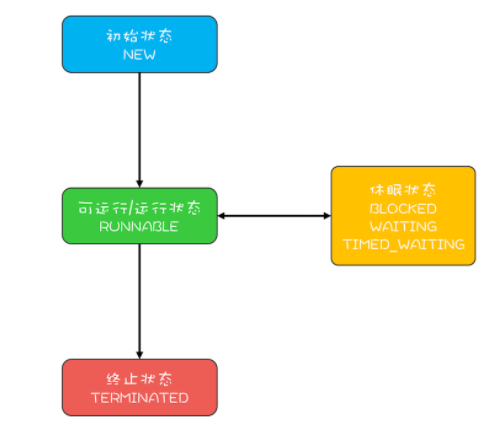 初始状态
NEW
可运行/运行状态
RUNNABLE
休眠状态
BLOCKED
WAITING
TIMED_WAITING
终止状态
TERMINATED